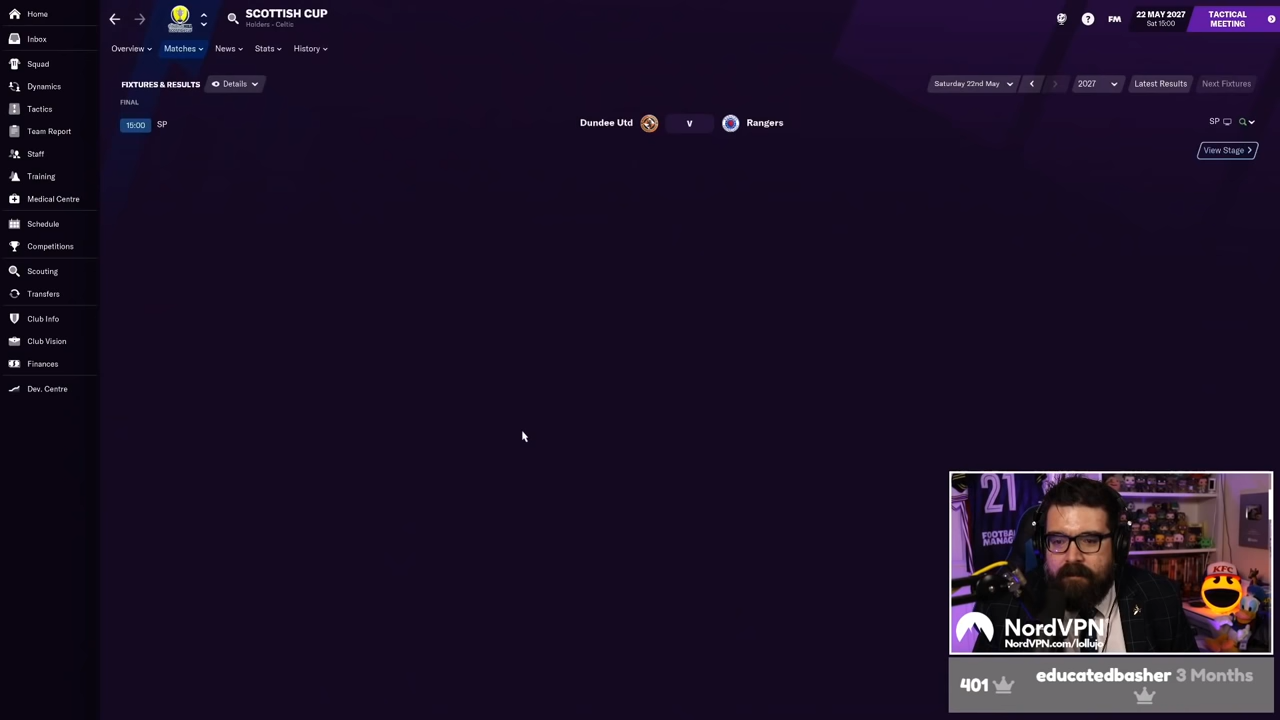 SCOTTISH CUP
Holders - Celtic
22 MAY 2027
Sat 15:00
TACTICAL
MEETING
FM
Overview
Matches
News
Stats
History
Home
Inbox
Squad
Dynamics
Tactics
Team Report
Staff
Training
Medical Centre
Schedule
Competitions
Scouting
Transfers
Club Info
Club Vision
Finances
Dev. Centre
FIXTURES & RESULTS
Details
Saturday 22nd May
2027
Latest Results
Next Fixtures
FINAL
15:00 SP
Dundee Utd v Rangers
SP
View Stage
21
FOOTBALL
KFC
NordVPN
NordVPN.com/lollujo
401
educatedbasher 3 Months